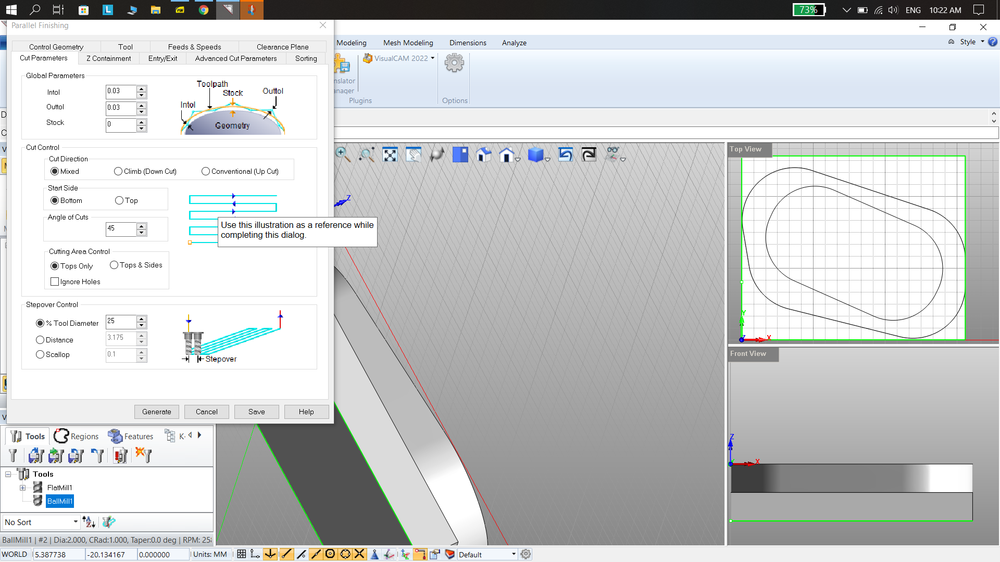 73%
ENG
10:22 AM
Parallel Finishing
Control Geometry
Tool
Feeds & Speeds
Clearance Plane
Cut Parameters
Z Containment
Entry/Exit
Advanced Cut Parameters
Sorting
Global Parameters
Intol
0.03
Outtol
0.03
Stock
0
Toolpath
Stock
Outtol
Intol
Geometry
Cut Control
Cut Direction
Mixed
Climb (Down Cut)
Conventional (Up Cut)
Start Side
Bottom
Top
Angle of Cuts
45
Use this illustration as a reference while
completing this dialog.
Cutting Area Control
Tops Only
Tops & Sides
Ignore Holes
Stepover Control
% Tool Diameter
25
Distance
3.175
Scallop
0.1
Stepover
Generate
Cancel
Save
Help
Modeling
Mesh Modeling
Dimensions
Analyze
Style
VisualCAM 2022
nslator
anager
Plugins
Options
Z
Top View
Y
Z
X
Front View
Z
Y
X
Tools
Regions
Features
K-
Tools
FlatMill1
BallMill1
No Sort
BallMill1 | #2 | Dia:2.000, CRad:1.000, Taper:0.0 deg | RPM: 25
WORLD
5.387738
-20.134167
0.000000
Units: MM
Default